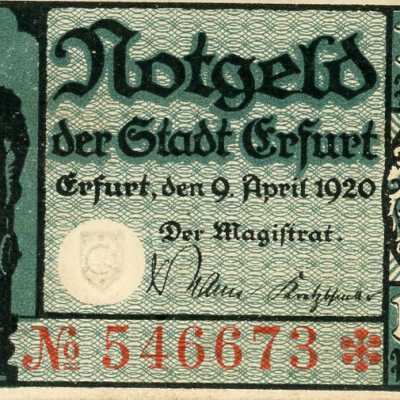 Notgeld
der Stadt Erfurt
Erfurt, den 9. April 1920
Der Magistrat.
№ 546673